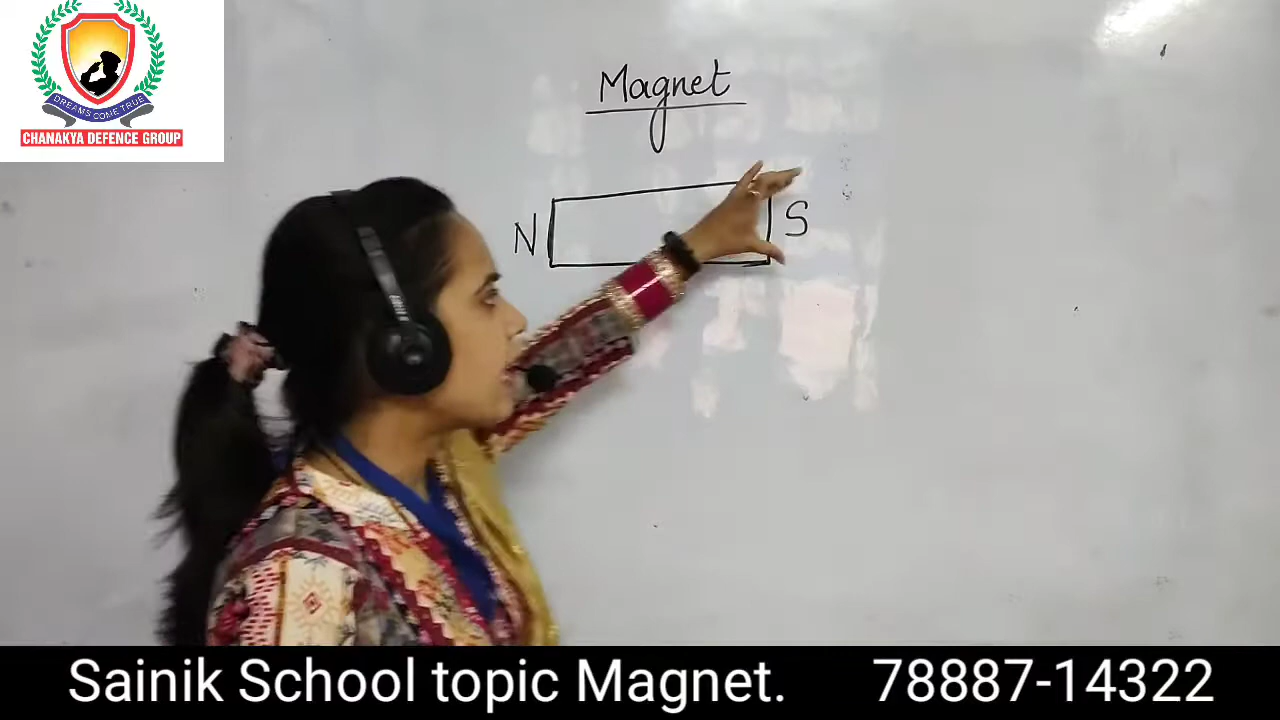 DREAMS COME TRUE
CHANAKYA DEFENCE GROUP
Magnet
N S
Sainik School topic Magnet. 78887-14322